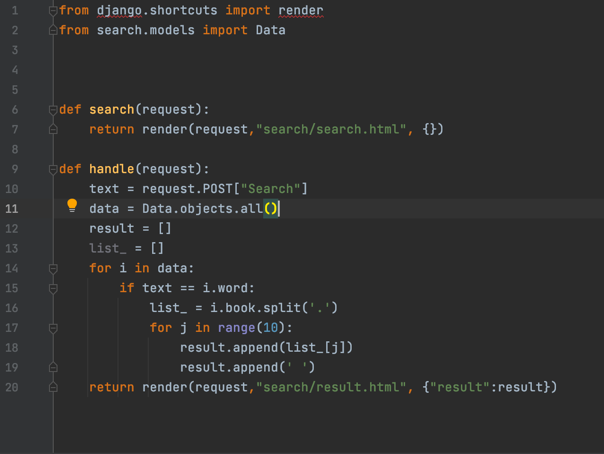 1 from django.shortcuts import render
2 from search.models import Data
3
4
5
6 def search(request):
7     return render(request,"search/search.html", {})
8
9 def handle(request):
10     text = request.POST["Search"]
11     data = Data.objects.all()
12     result = []
13     list_ = []
14     for i in data:
15         if text == i.word:
16             list_ = i.book.split('.')
17             for j in range(10):
18                 result.append(list_[j])
19                 result.append(' ')
20     return render(request,"search/result.html", {"result":result})